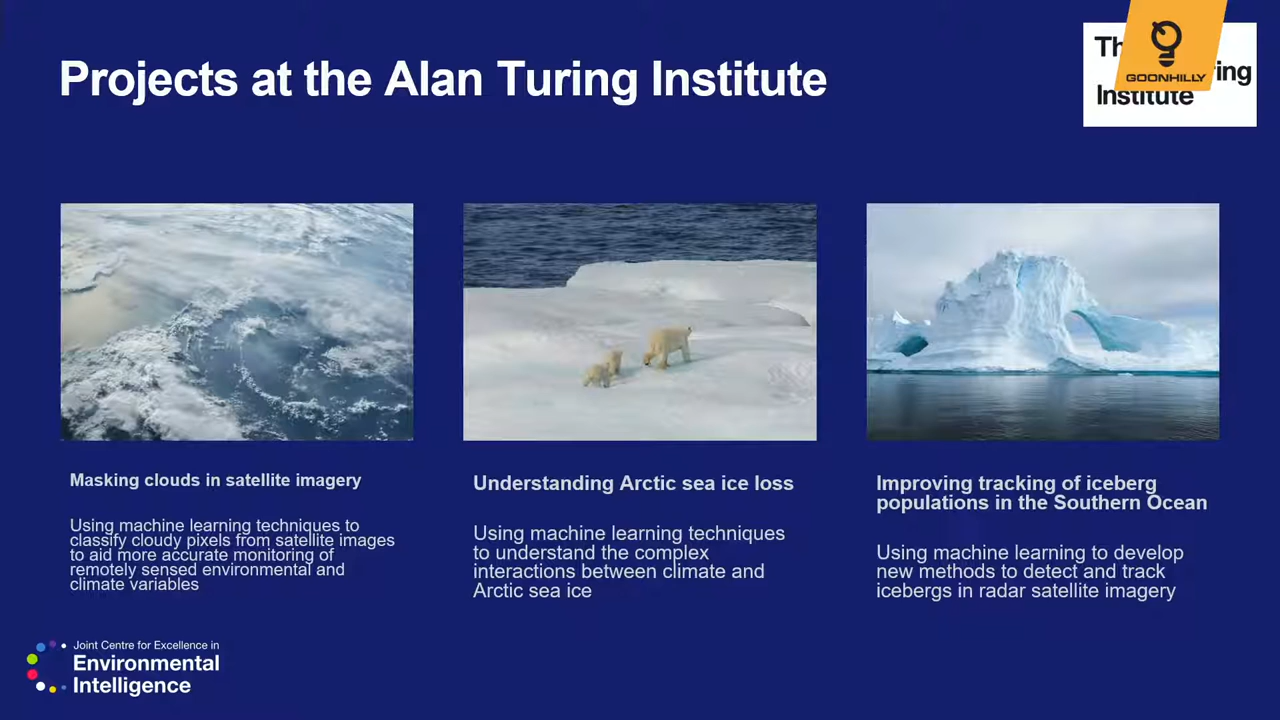 Projects at the Alan Turing Institute
GOONHILLY
ring
Institute
Masking clouds in satellite imagery
Using machine learning techniques to
classify cloudy pixels from satellite images
to aid more accurate monitoring of
remotely sensed environmental and
climate variables
Understanding Arctic sea ice loss
Using machine learning techniques
to understand the complex
interactions between climate and
Arctic sea ice
Improving tracking of iceberg
populations in the Southern Ocean
Using machine learning to develop
new methods to detect and track
icebergs in radar satellite imagery
Joint Centre for Excellence in
Environmental
Intelligence